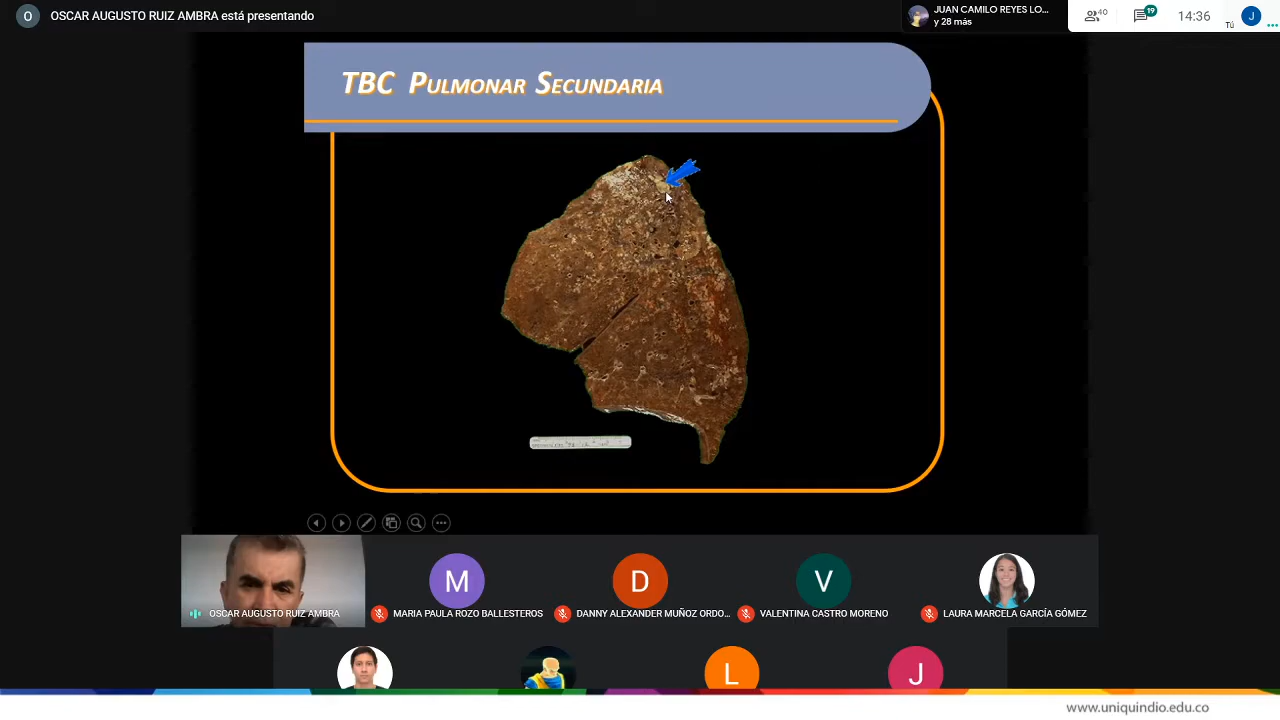 O
OSCAR AUGUSTO RUIZ AMBRA está presentando
JUAN CAMILO REYES LO...
y 28 más
40
19
14:36
Tú
J
TBC PULMONAR SECUNDARIA
OSCAR AUGUSTO RUIZ AMBRA
M
MARIA PAULA ROZO BALLESTEROS
D
DANNY ALEXANDER MUÑOZ ORDO...
V
VALENTINA CASTRO MORENO
LAURA MARCELA GARCÍA GÓMEZ
L
J
www.uniquindio.edu.co